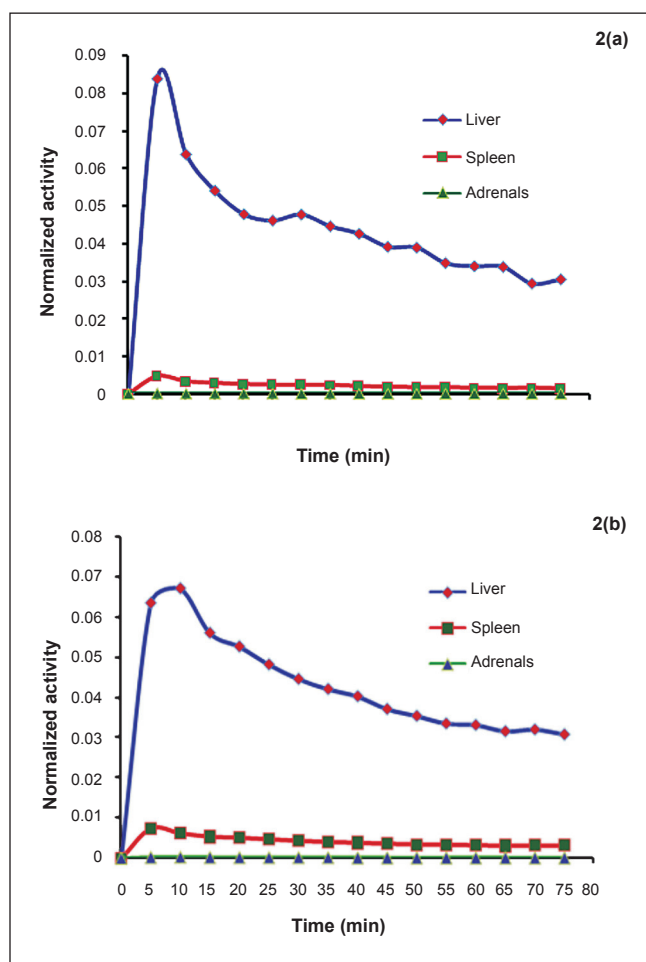 2(a)
0.09
0.08
0.07
0.06
0.05
0.04
0.03
0.02
0.01
0
Normalized activity
Liver
Spleen
Adrenals
Time (min)
2(b)
0.08
0.07
0.06
0.05
0.04
0.03
0.02
0.01
0
Normalized activity
Liver
Spleen
Adrenals
0 5 10 15 20 25 30 35 40 45 50 55 60 65 70 75 80
Time (min)